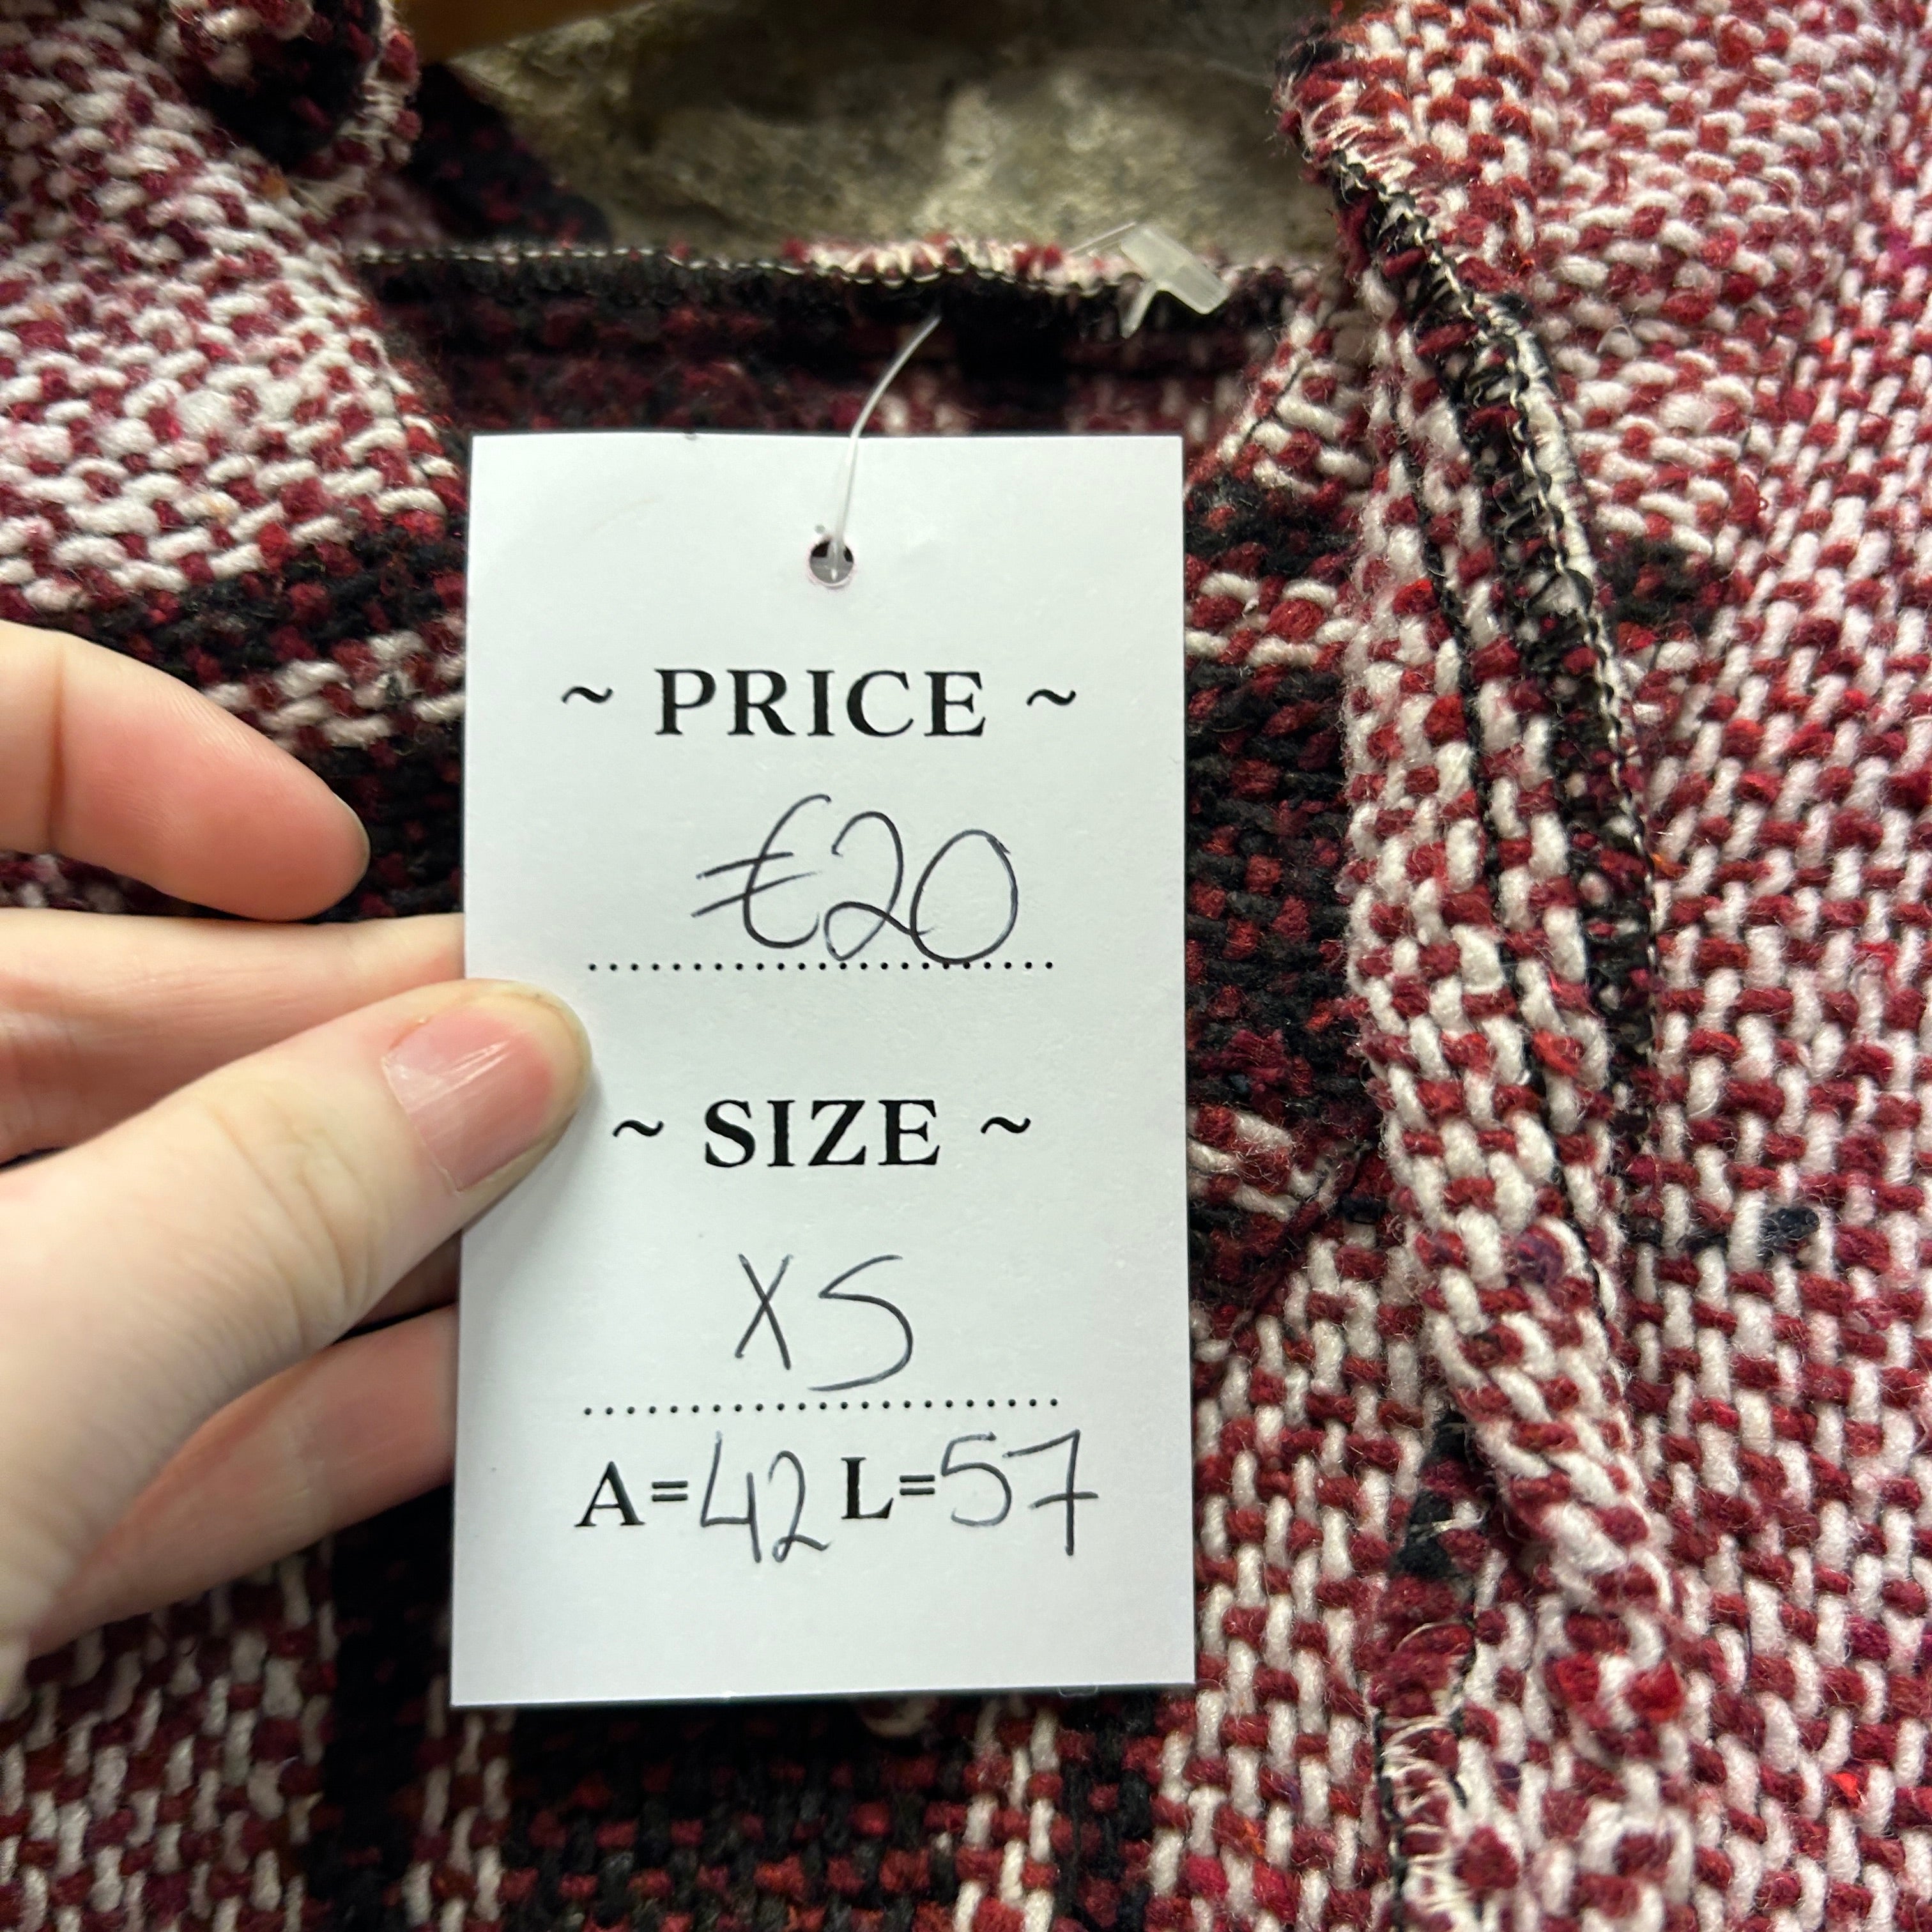 ~ PRICE ~
€20
~ SIZE ~
XS
A=42 L=57